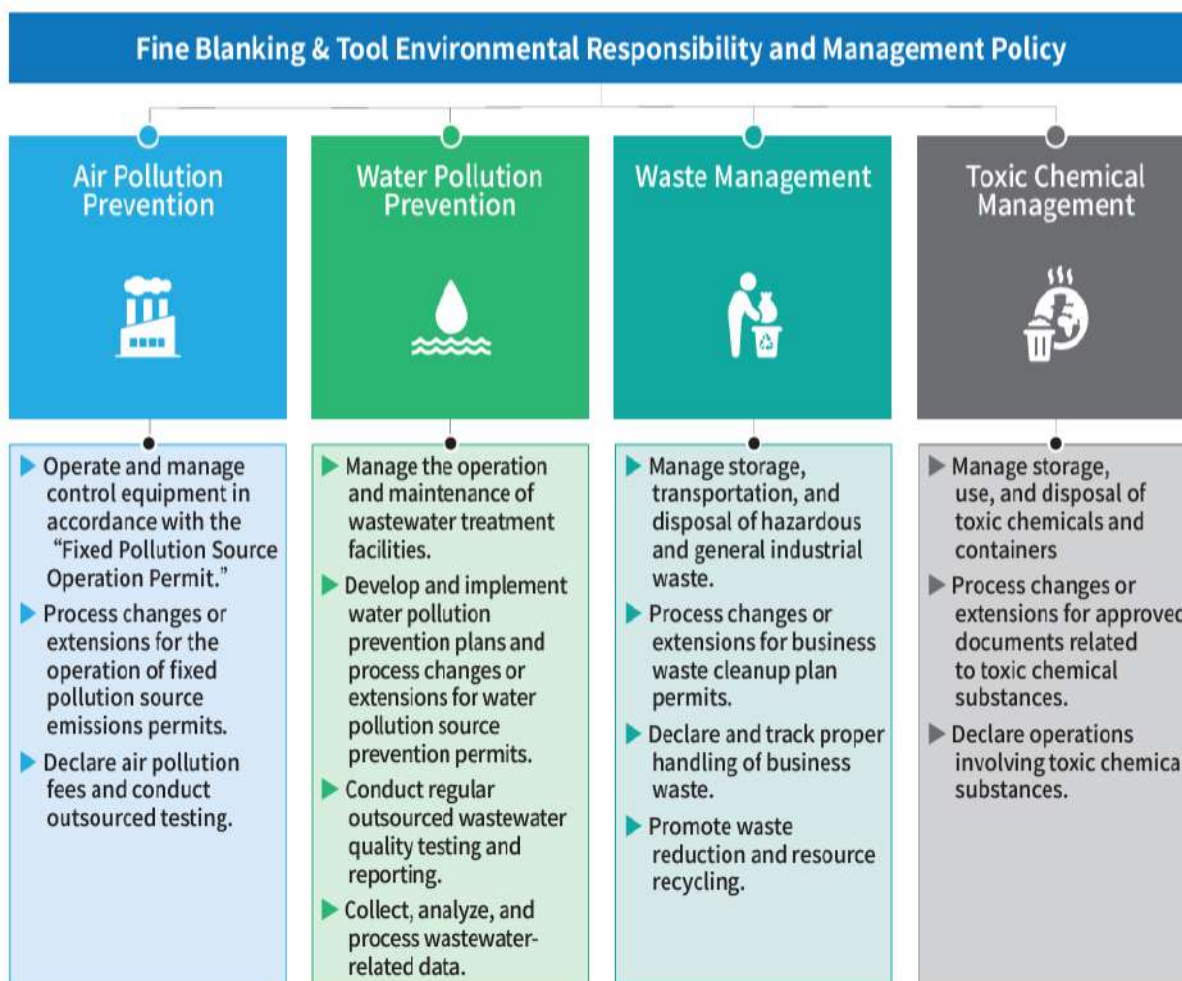 Fine Blanking & Tool Environmental Responsibility and Management Policy
Air Pollution
Prevention
Operate and manage
control equipment in
accordance with the
“Fixed Pollution Source
Operation Permit.”
Process changes or
extensions for the
operation of fixed
pollution source
emissions permits.
Declare air pollution
fees and conduct
outsourced testing.
Water Pollution
Prevention
Manage the operation
and maintenance of
wastewater treatment
facilities.
Develop and implement
water pollution
prevention plans and
process changes or
extensions for water
pollution source
prevention permits.
Conduct regular
outsourced wastewater
quality testing and
reporting.
Collect, analyze, and
process wastewater-
related data.
Waste Management
Manage storage,
transportation, and
disposal of hazardous
and general industrial
waste.
Process changes or
extensions for business
waste cleanup plan
permits.
Declare and track proper
handling of business
waste.
Promote waste
reduction and resource
recycling.
Toxic Chemical
Management
Manage storage,
use, and disposal of
toxic chemicals and
containers
Process changes or
extensions for approved
documents related
to toxic chemical
substances.
Declare operations
involving toxic chemica
substances.